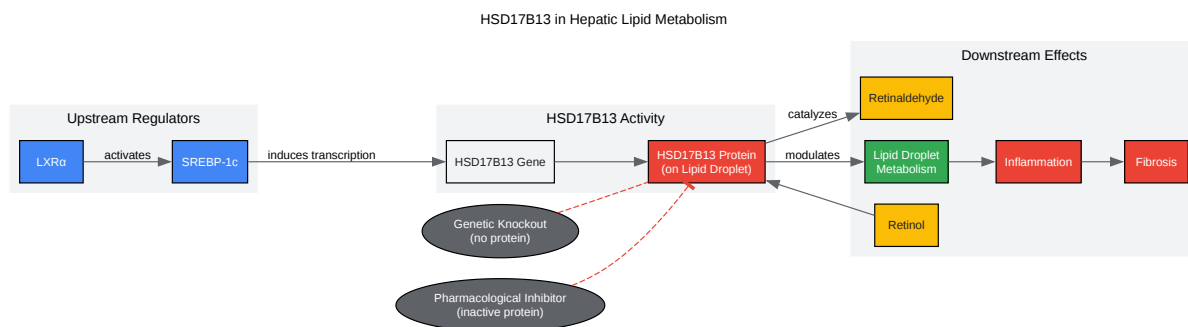 HSD17B13 in Hepatic Lipid Metabolism
Upstream Regulators
LXRα
activates
SREBP-1c
induces transcription
HSD17B13 Activity
HSD17B13 Gene
HSD17B13 Protein
(on Lipid Droplet)
catalyzes
modulates
Downstream Effects
Retinaldehyde
Lipid Droplet
Metabolism
Inflammation
Fibrosis
Retinol
Genetic Knockout
(no protein)
Pharmacological Inhibitor
(inactive protein)